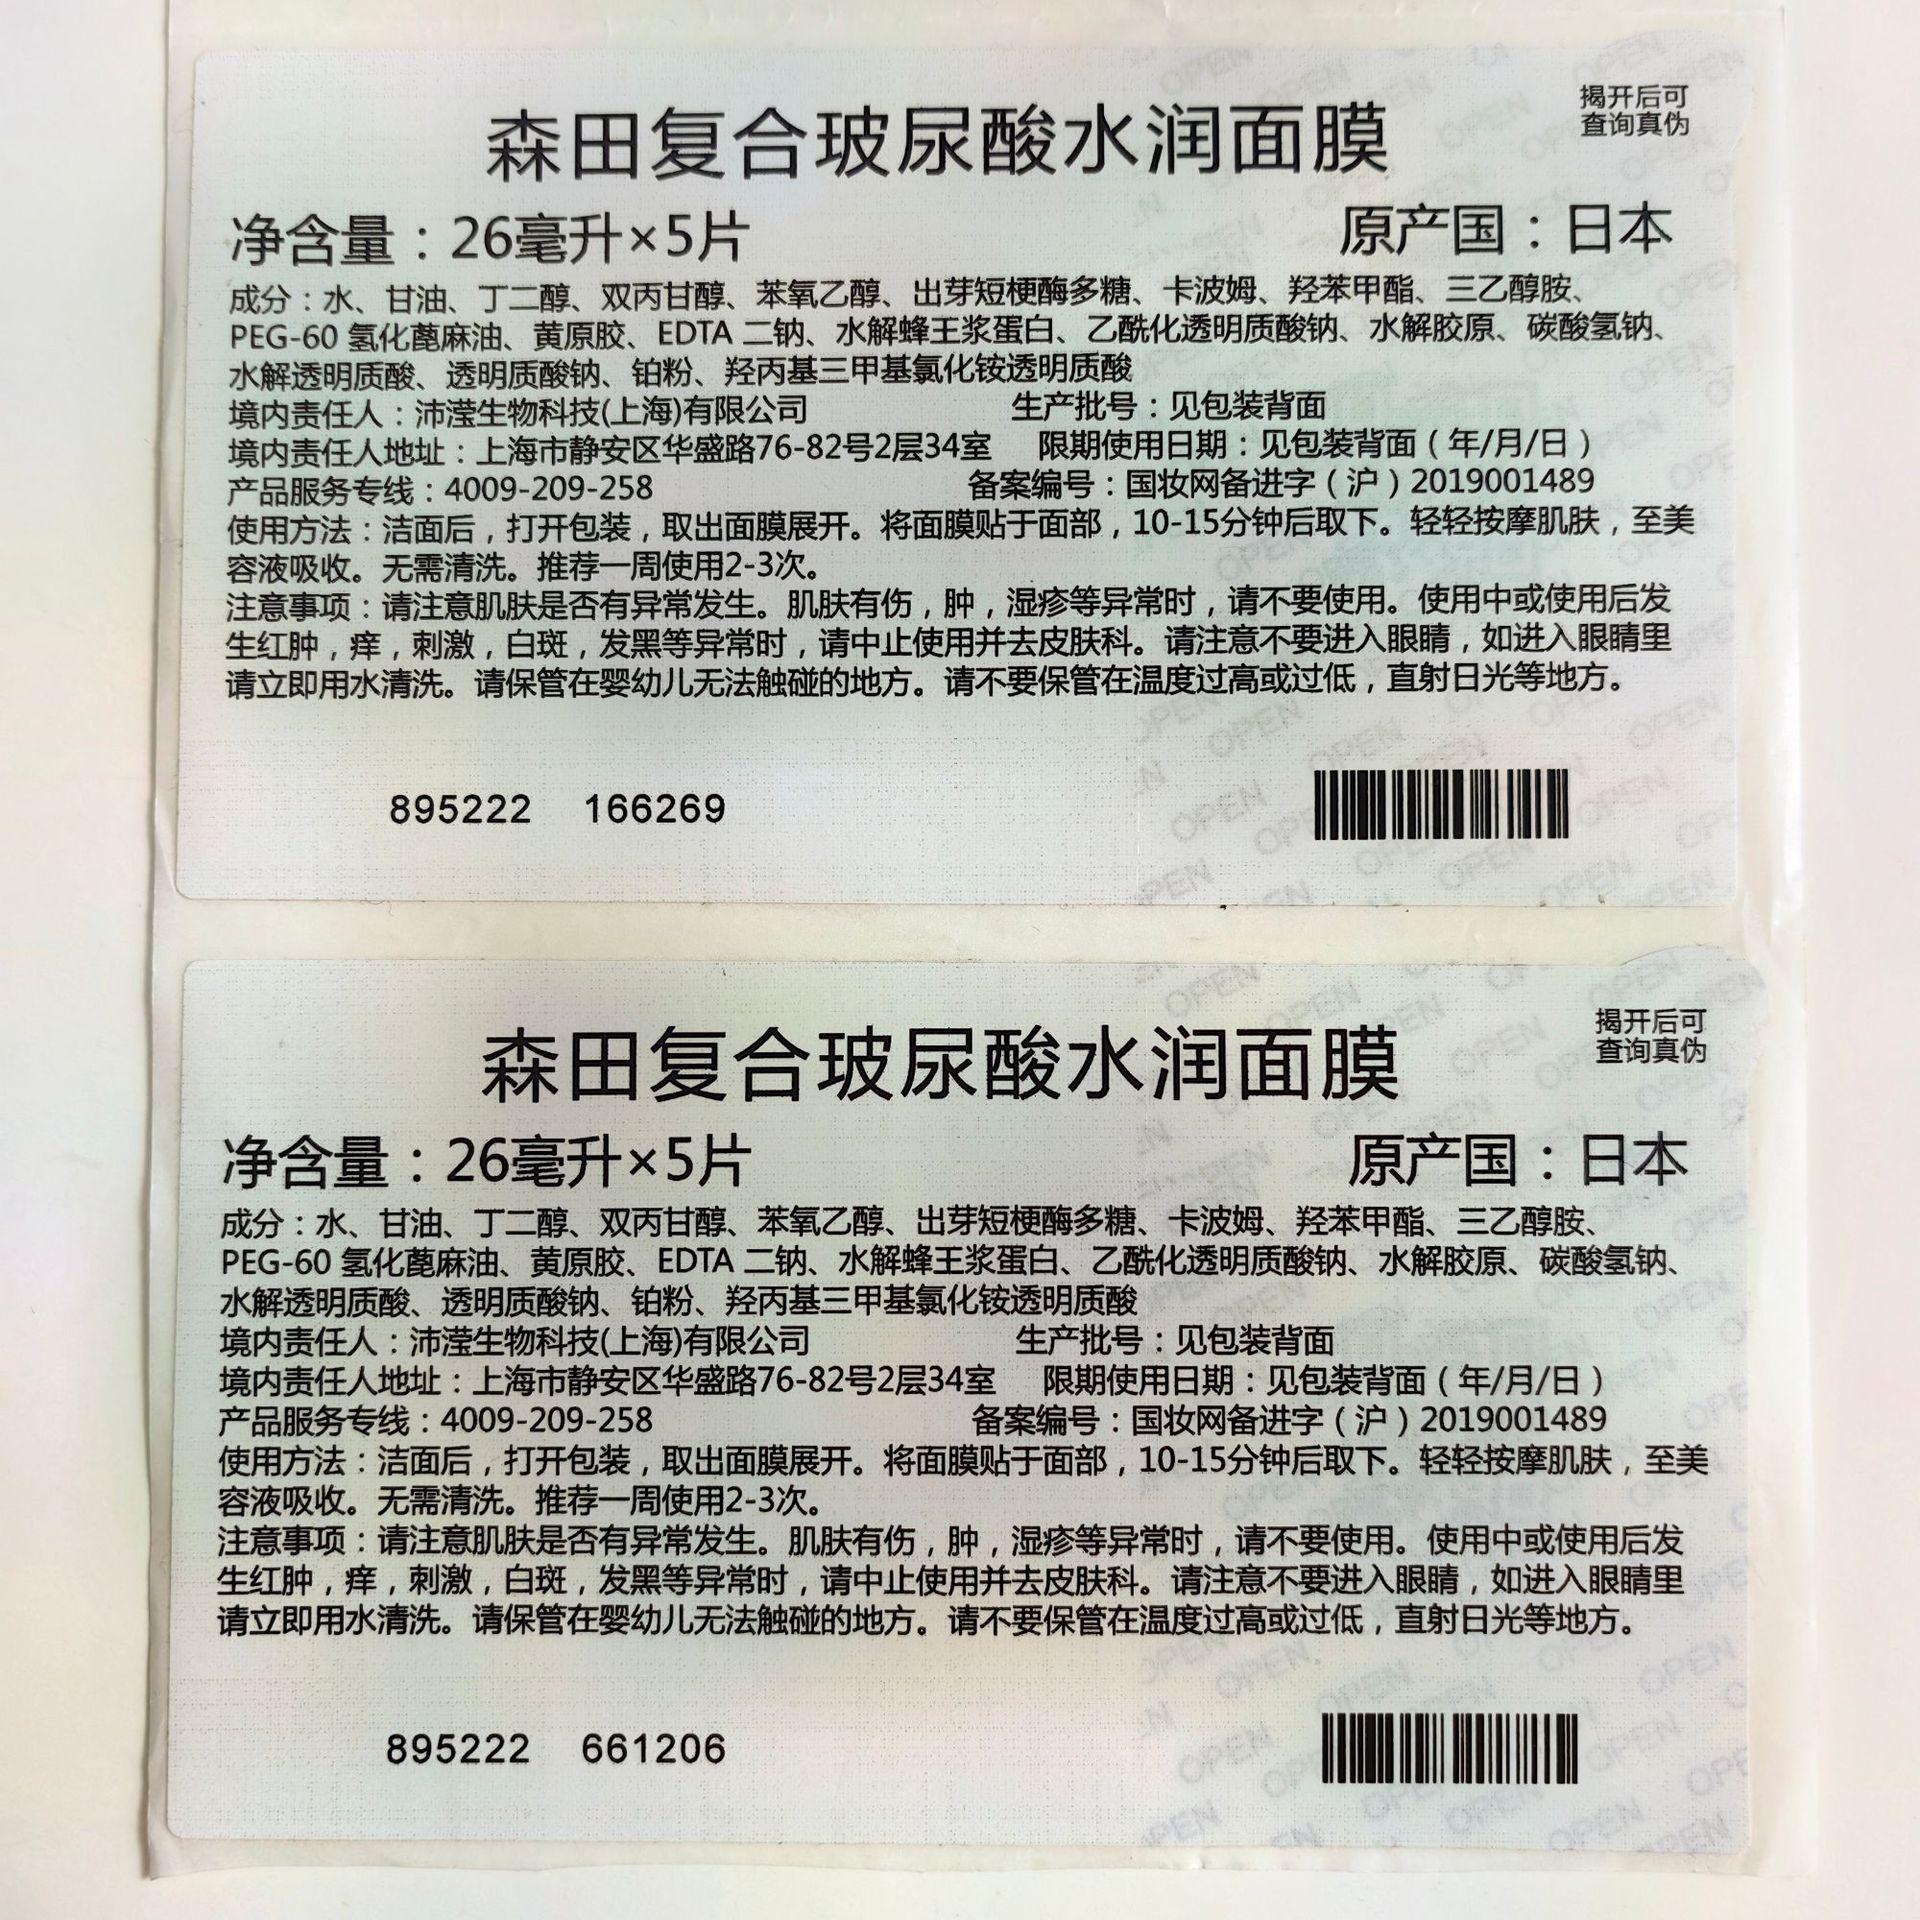 揭开后可
查询真伪
森田复合玻尿酸水润面膜
净含量：26毫升×5片 原产国：日本
成分：水、甘油、丁二醇、双丙甘醇、苯氧乙醇、出芽短梗酶多糖、卡波姆、羟苯甲酯、三乙醇胺、
PEG-60 氢化蓖麻油、黄原胶、EDTA 二钠、水解蜂王浆蛋白、乙酰化透明质酸钠、水解胶原、碳酸氢钠、
水解透明质酸、透明质酸钠、铂粉、羟丙基三甲基氯化铵透明质酸
境内责任人：沛滢生物科技(上海)有限公司 生产批号：见包装背面
境内责任人地址：上海市静安区华盛路76-82号2层34室 限期使用日期：见包装背面（年/月/日）
产品服务专线：4009-209-258 备案编号：国妆网备进字（沪）2019001489
使用方法：洁面后，打开包装，取出面膜展开。将面膜贴于面部，10-15分钟后取下。轻轻按摩肌肤，至美
容液吸收。无需清洗。推荐一周使用2-3次。
注意事项：请注意肌肤是否有异常发生。肌肤有伤，肿，湿疹等异常时，请不要使用。使用中或使用后发
生红肿，痒，刺激，白斑，发黑等异常时，请中止使用并去皮肤科。请注意不要进入眼睛，如进入眼睛里
请立即用水清洗。请保管在婴幼儿无法触碰的地方。请不要保管在温度过高或过低，直射日光等地方。
895222 166269
揭开后可
查询真伪
森田复合玻尿酸水润面膜
净含量：26毫升×5片 原产国：日本
成分：水、甘油、丁二醇、双丙甘醇、苯氧乙醇、出芽短梗酶多糖、卡波姆、羟苯甲酯、三乙醇胺、
PEG-60 氢化蓖麻油、黄原胶、EDTA 二钠、水解蜂王浆蛋白、乙酰化透明质酸钠、水解胶原、碳酸氢钠、
水解透明质酸、透明质酸钠、铂粉、羟丙基三甲基氯化铵透明质酸
境内责任人：沛滢生物科技(上海)有限公司 生产批号：见包装背面
境内责任人地址：上海市静安区华盛路76-82号2层34室 限期使用日期：见包装背面（年/月/日）
产品服务专线：4009-209-258 备案编号：国妆网备进字（沪）2019001489
使用方法：洁面后，打开包装，取出面膜展开。将面膜贴于面部，10-15分钟后取下。轻轻按摩肌肤，至美
容液吸收。无需清洗。推荐一周使用2-3次。
注意事项：请注意肌肤是否有异常发生。肌肤有伤，肿，湿疹等异常时，请不要使用。使用中或使用后发
生红肿，痒，刺激，白斑，发黑等异常时，请中止使用并去皮肤科。请注意不要进入眼睛，如进入眼睛里
请立即用水清洗。请保管在婴幼儿无法触碰的地方。请不要保管在温度过高或过低，直射日光等地方。
895222 661206